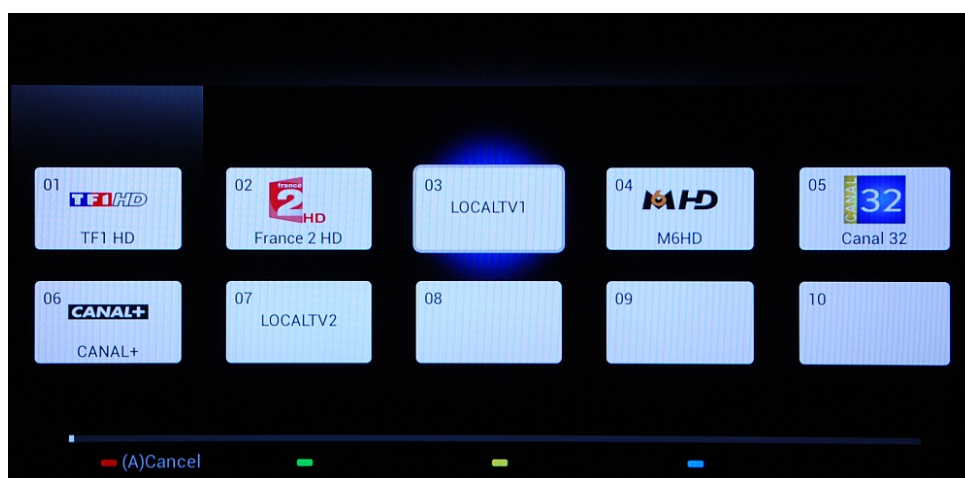 01
TF1 HD
TF1 HD
02
france
2
HD
France 2 HD
03
LOCALTV1
04
M6 HD
M6HD
05
CANAL
32
Canal 32
06
CANAL+
CANAL+
07
LOCALTV2
08
09
10
(A)Cancel